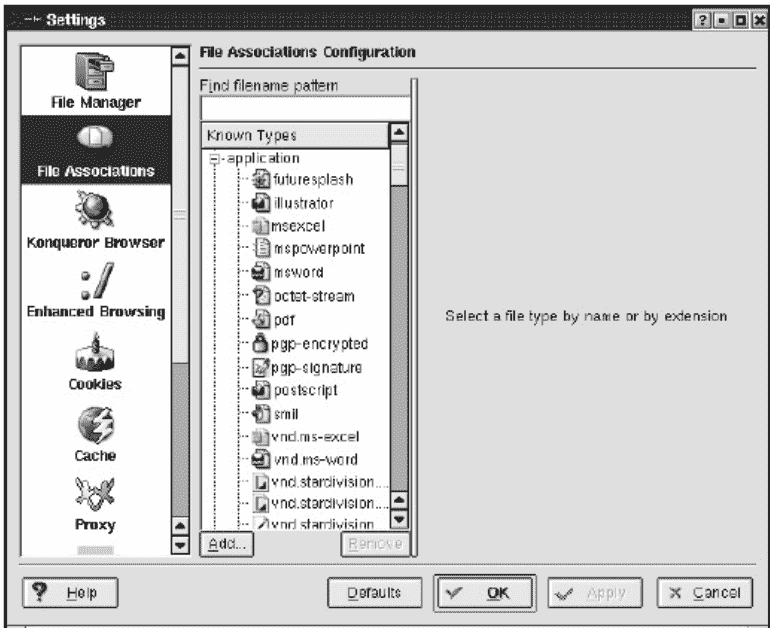 Settings
File Associations Configuration
File Manager
File Associations
Konqueror Browser
Enhanced Browsing
Cookies
Cache
Proxy
Find filename pattern
Known Types
application
futuresplash
illustrator
msexcel
mspowerpoint
msword
octet-stream
pdf
pgp-encrypted
pgp-signature
postscript
smil
vnd.ms-excel
vnd.ms-word
vnd.stardivision....
vnd.stardivision....
vnd.stardivision
Add...
Remove
Select a file type by name or by extension
Help
Defaults
OK
Apply
Cancel